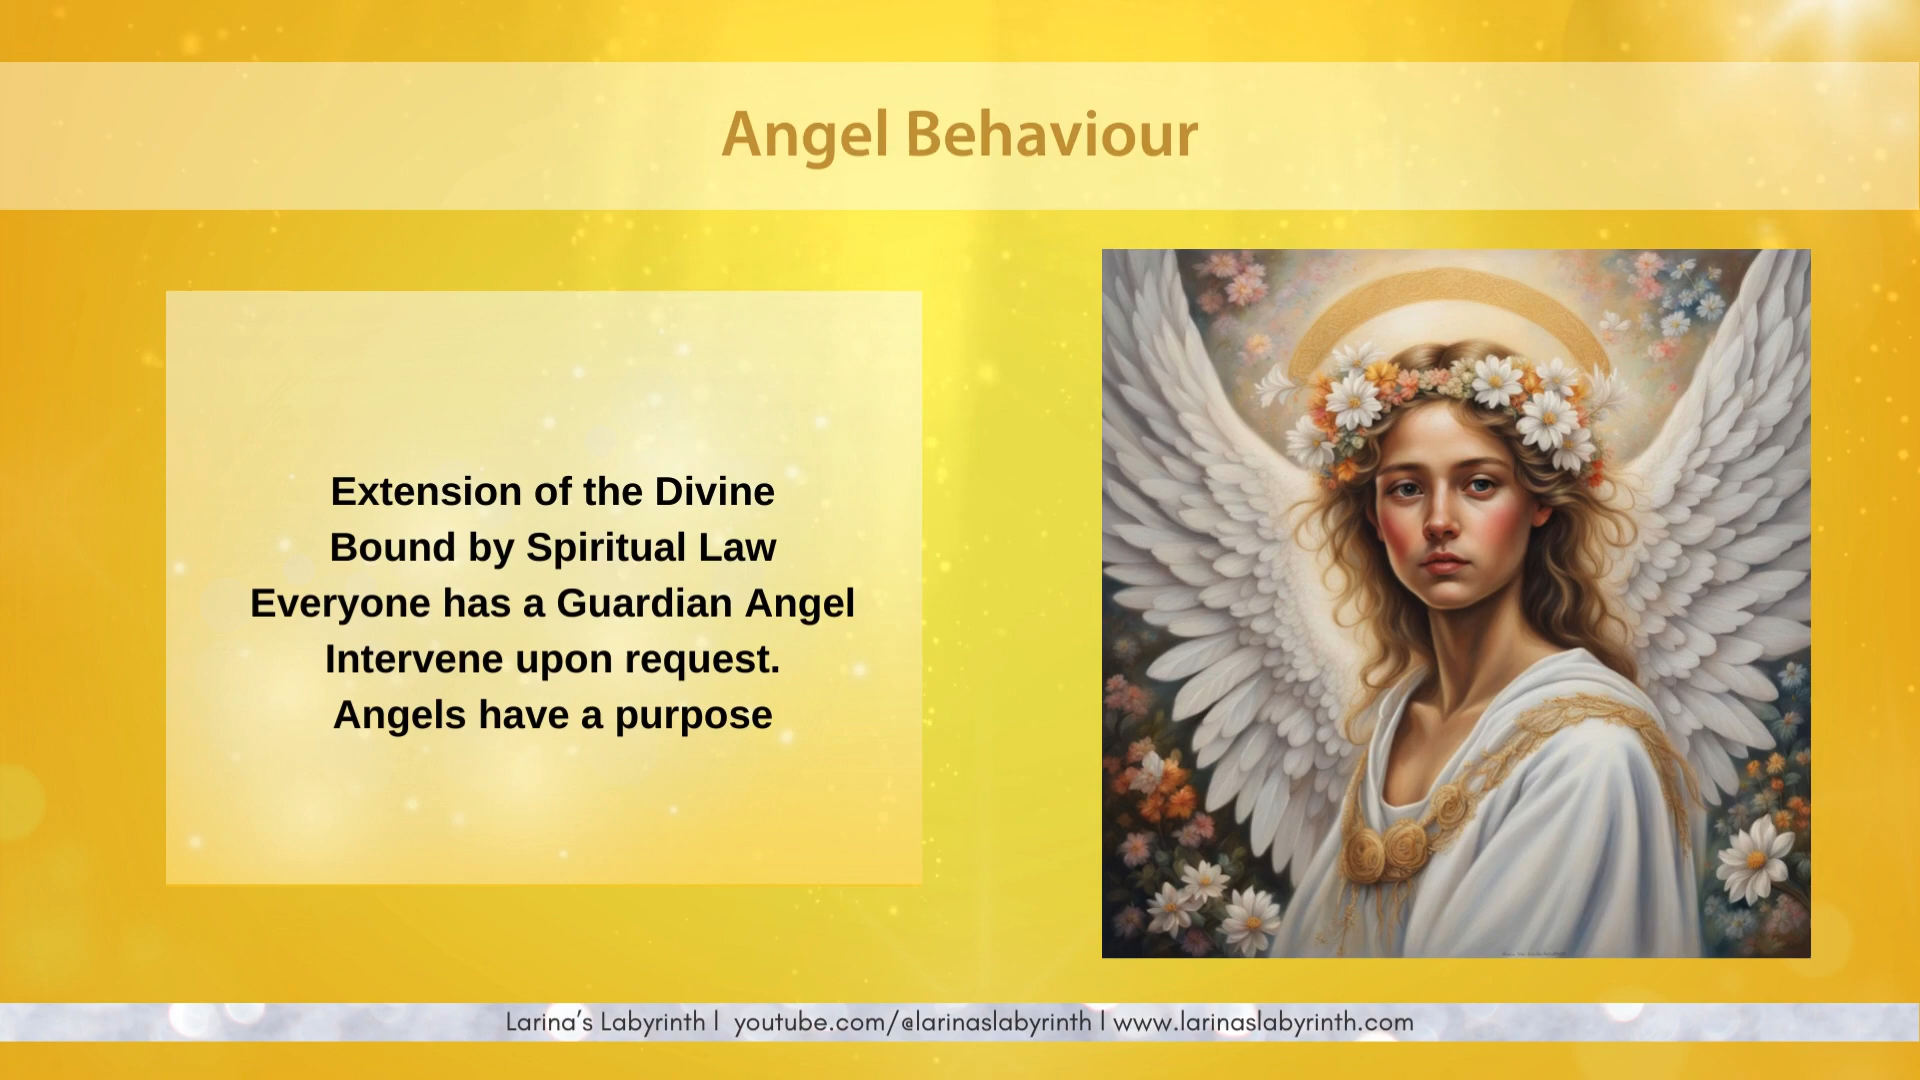 Angel Behaviour
Extension of the Divine
Bound by Spiritual Law
Everyone has a Guardian Angel
Intervene upon request.
Angels have a purpose
Larina's Labyrinth | youtube.com/@larinaslabyrinth | www.larinaslabyrinth.com